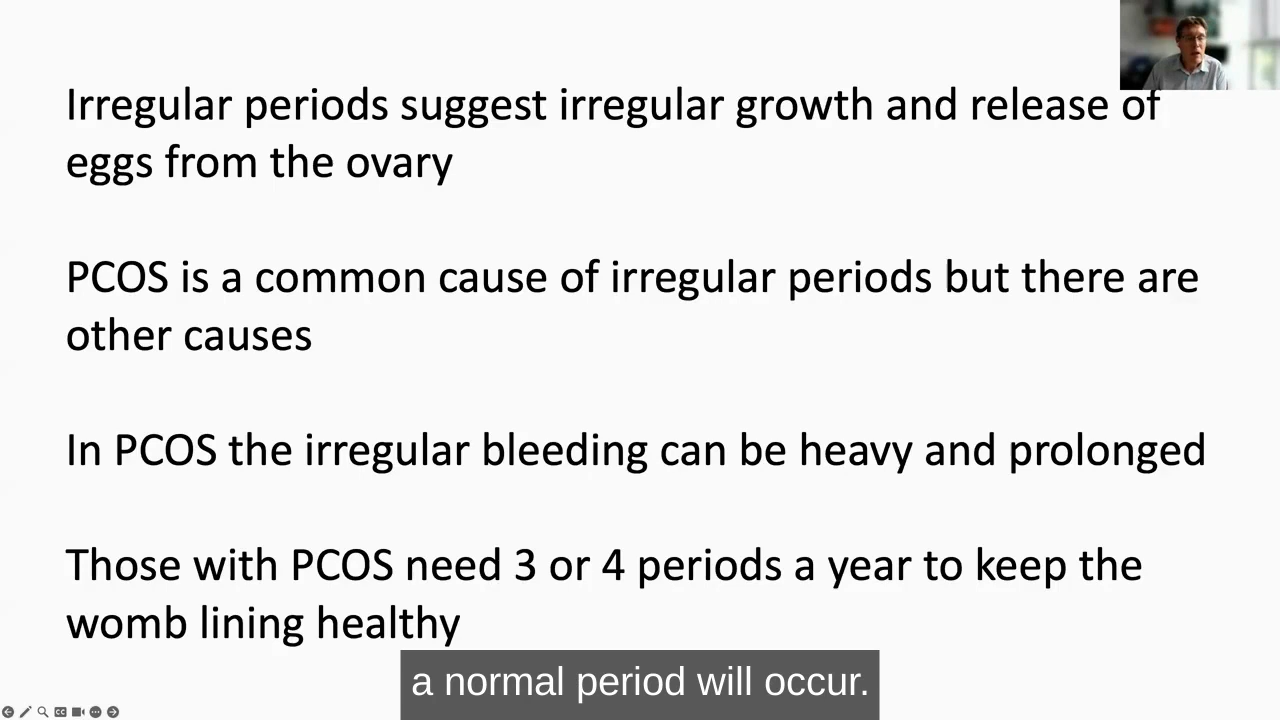 Irregular periods suggest irregular growth and release of
eggs from the ovary
PCOS is a common cause of irregular periods but there are
other causes
In PCOS the irregular bleeding can be heavy and prolonged
Those with PCOS need 3 or 4 periods a year to keep the
womb lining healthy
a normal period will occur.